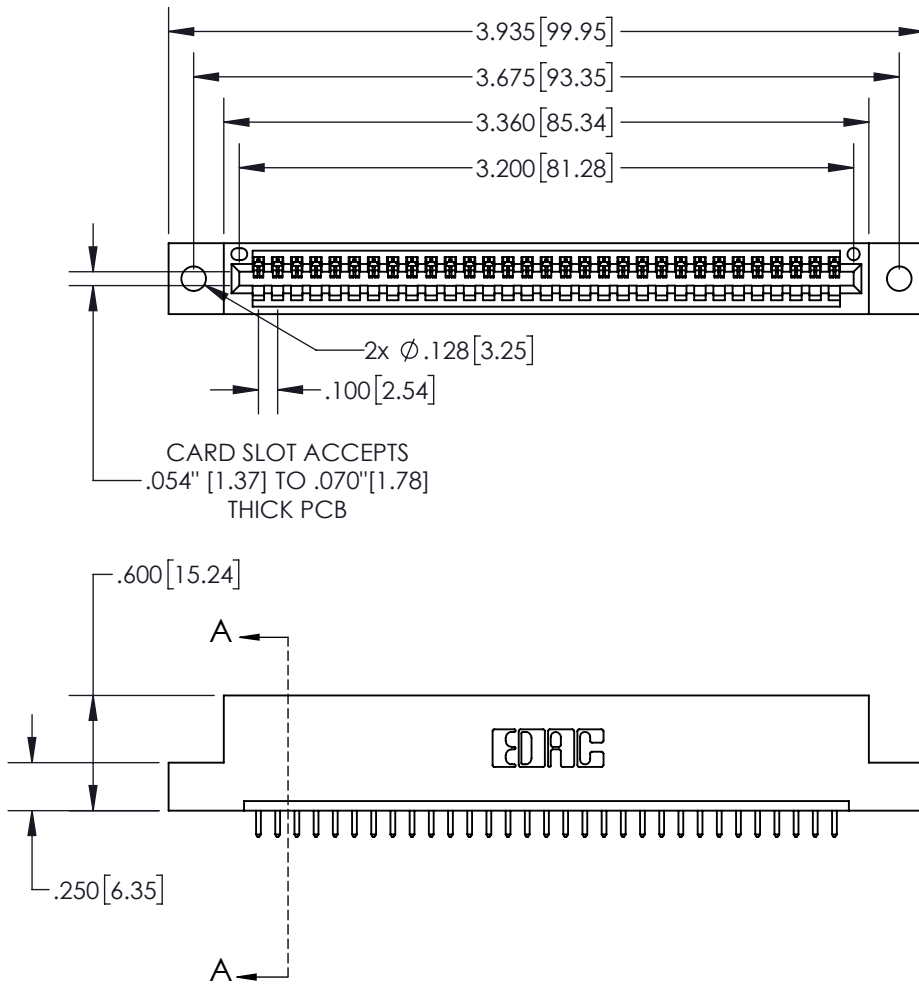 3.935[99.95]
3.675[93.35]
3.360[85.34]
3.200[81.28]
2x ∅.128[3.25]
.100[2.54]
CARD SLOT ACCEPTS
.054" [1.37] TO .070"[1.78]
THICK PCB
.600[15.24]
A
EDAC
.250[6.35]
A